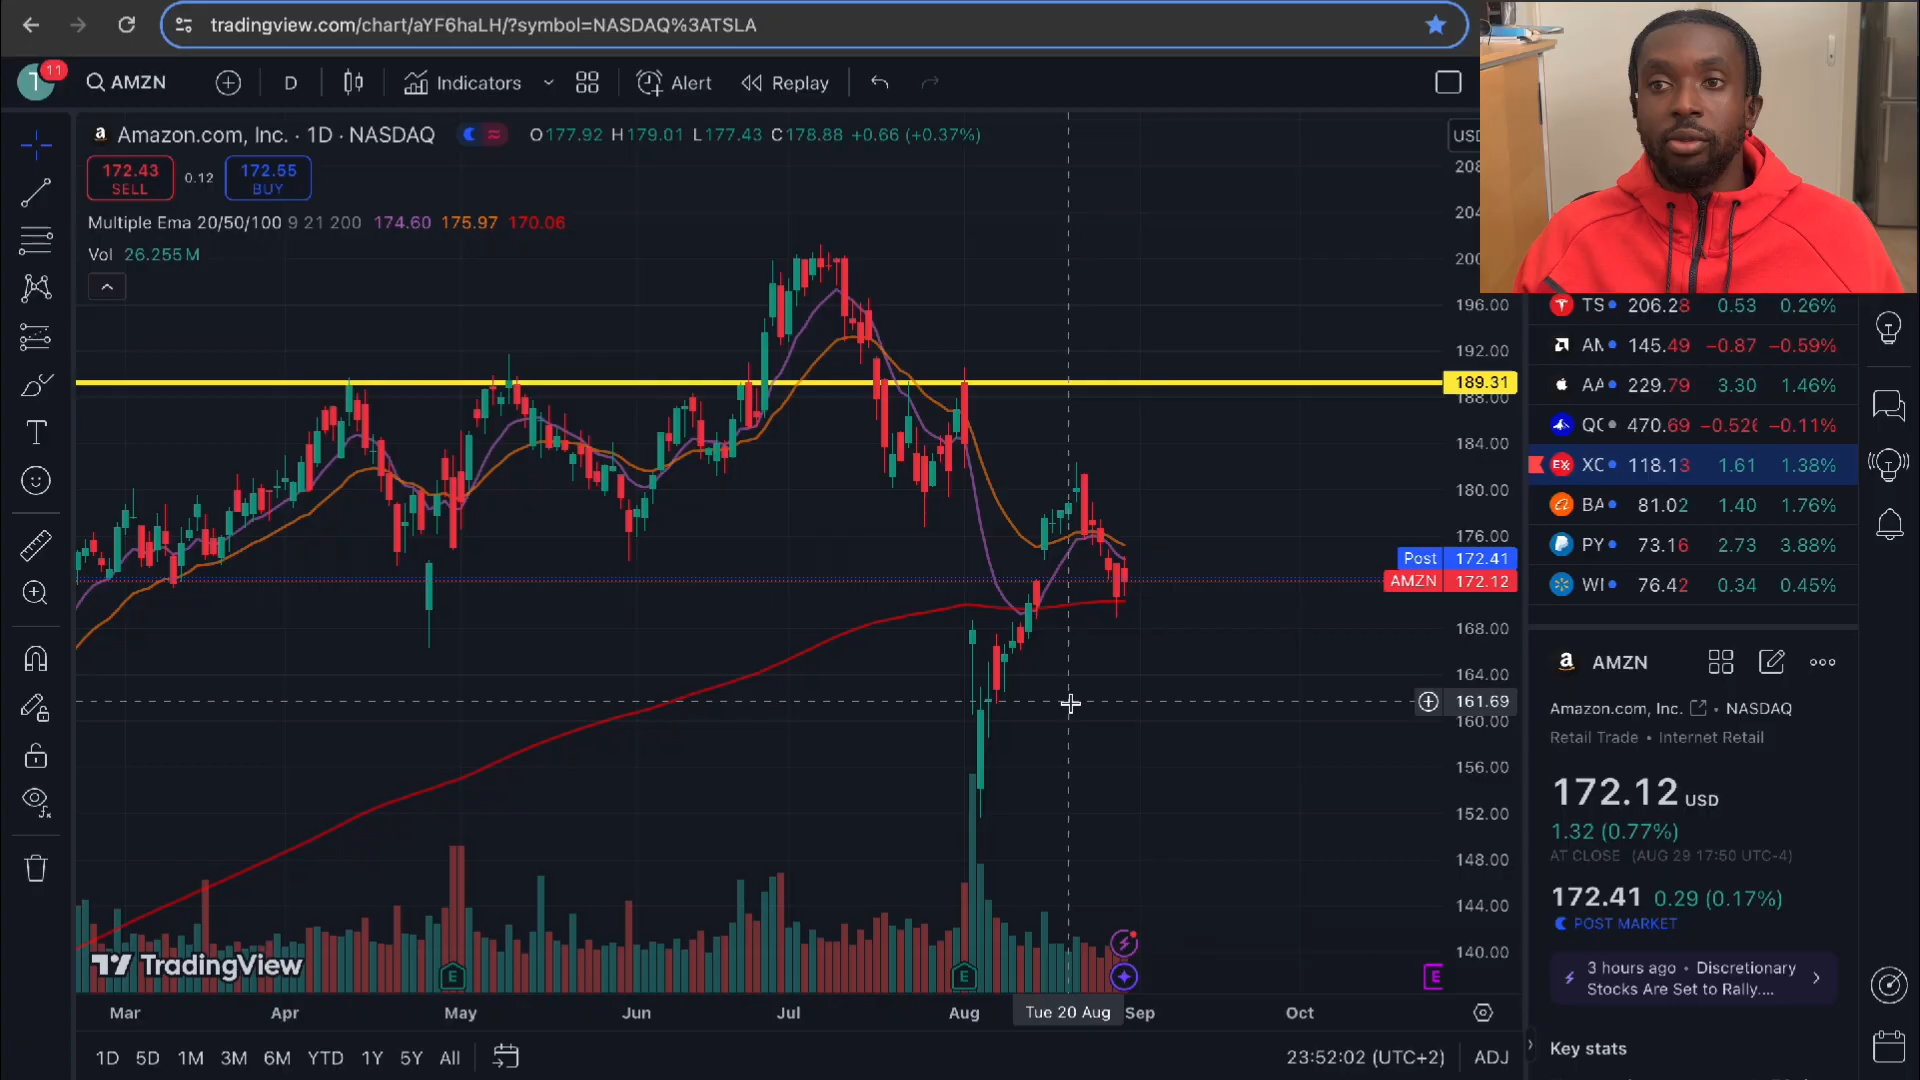 tradingview.com/chart/aYF6haLH/?symbol=NASDAQ%3ATSLA
11
T
AMZN
D
Indicators
Alert
Replay
a Amazon.com, Inc. · 1D · NASDAQ
O177.92 H179.01 L177.43 C178.88 +0.66 (+0.37%)
172.43
SELL
0.12
172.55
BUY
Multiple Ema 20/50/100 9 21 200 174.60 175.97 170.06
Vol 26.255M
196.00
192.00
189.31
188.00
184.00
180.00
176.00
Post 172.41
AMZN 172.12
168.00
164.00
161.69
160.00
156.00
152.00
148.00
144.00
140.00
TradingView
E
E
E
Mar
Apr
May
Jun
Jul
Aug
Tue 20 Aug
Sep
Oct
1D 5D 1M 3M 6M YTD 1Y 5Y All
23:52:02 (UTC+2)
ADJ
TS 206.28 0.53 0.26%
145.49 −0.87 −0.59%
AA 229.79 3.30 1.46%
470.69 −0.11%
118.13 1.61 1.38%
BA 81.02 1.40 1.76%
PY 73.16 2.73 3.88%
76.42 0.34 0.45%
a AMZN
Amazon.com, Inc. • NASDAQ
Retail Trade • Internet Retail
172.12 USD
1.32 (0.77%)
AT CLOSE (AUG 29 17:50 UTC-4)
172.41 0.29 (0.17%)
POST MARKET
3 hours ago • Discretionary
Stocks Are Set to Rally....
Key stats